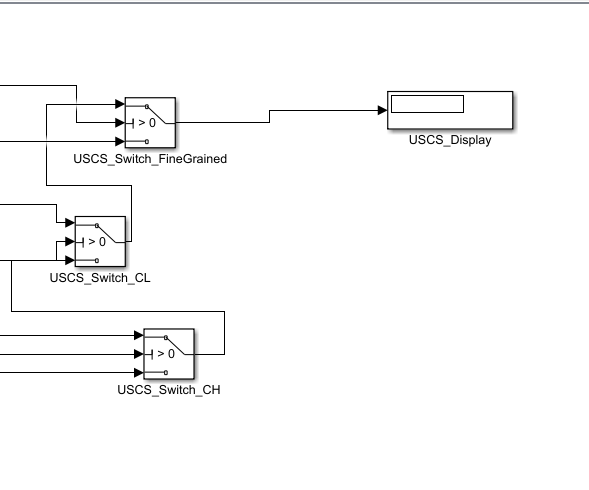 > 0
USCS_Switch_FineGrained
USCS_Display
> 0
USCS_Switch_CL
> 0
USCS_Switch_CH